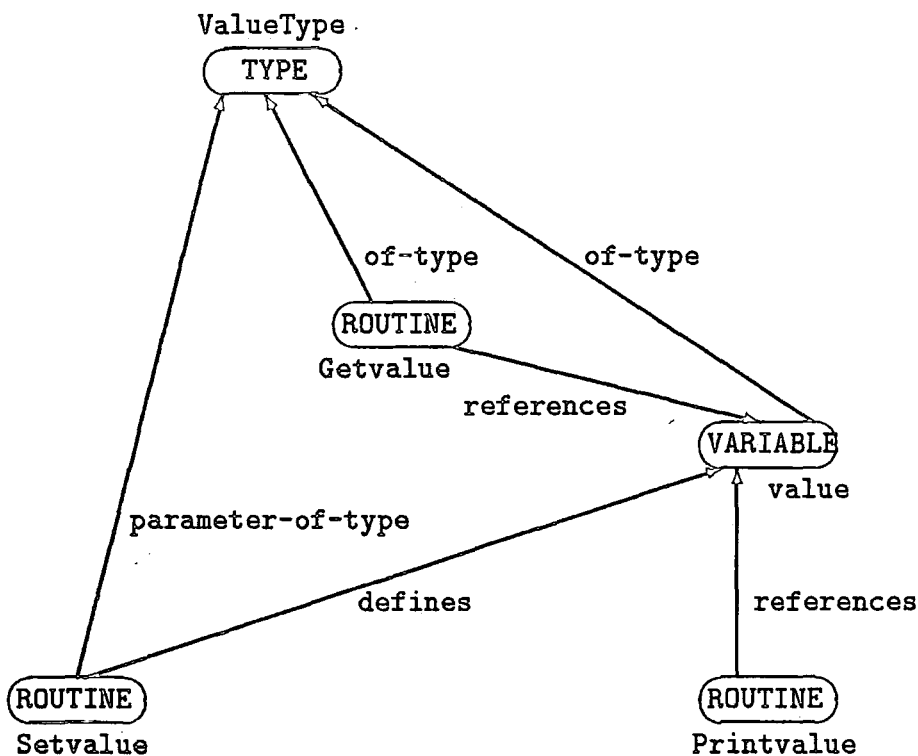 ValueType
TYPE
of-type
of-type
ROUTINE
Getvalue
references
VARIABLE
value
parameter-of-type
defines
references
ROUTINE
Setvalue
ROUTINE
Printvalue